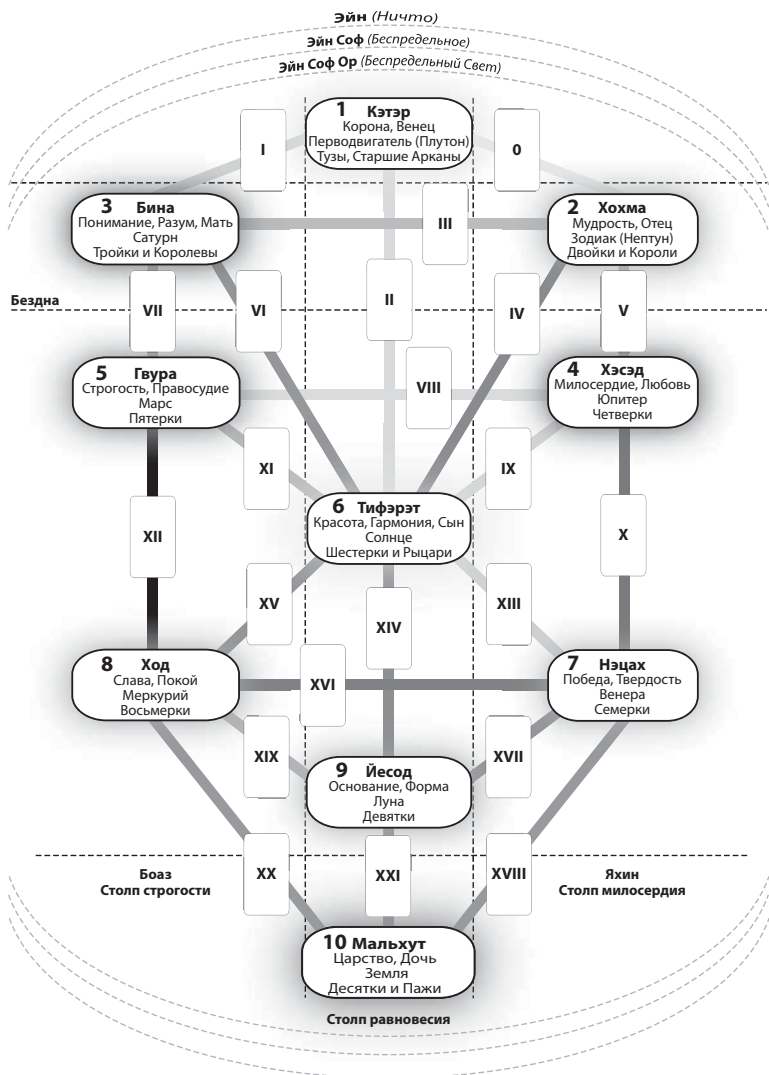 Эйн (Ничто)
Эйн Соф (Беспредельное)
Эйн Соф Ор (Беспредельный Свет)
1 Кэтэр
Корона, Венец
Перводвигатель (Плутон)
Тузы, Старшие Арканы
I
0
3 Бина
Понимание, Разум, Мать
Сатурн
Тройки и Королевы
III
2 Хохма
Мудрость, Отец
Зодиак (Нептун)
Двойки и Короли
Бездна
VII
VI
II
IV
V
5 Гвура
Строгость, Правосудие
Марс
Пятерки
VIII
4 Хэсэд
Милосердие, Любовь
Юпитер
Четверки
XI
IX
6 Тифэрэт
Красота, Гармония, Сын
Солнце
Шестерки и Рыцари
XII
X
XV
XIV
XIII
8 Ход
Слава, Покой
Меркурий
Восьмерки
XVI
7 Нэцах
Победа, Твердость
Венера
Семерки
XIX
XVII
9 Йесод
Основание, Форма
Луна
Девятки
Боаз
Столп строгости
XX
XXI
XVIII
Яхин
Столп милосердия
10 Мальхут
Царство, Дочь
Земля
Десятки и Пажи
Столп равновесия